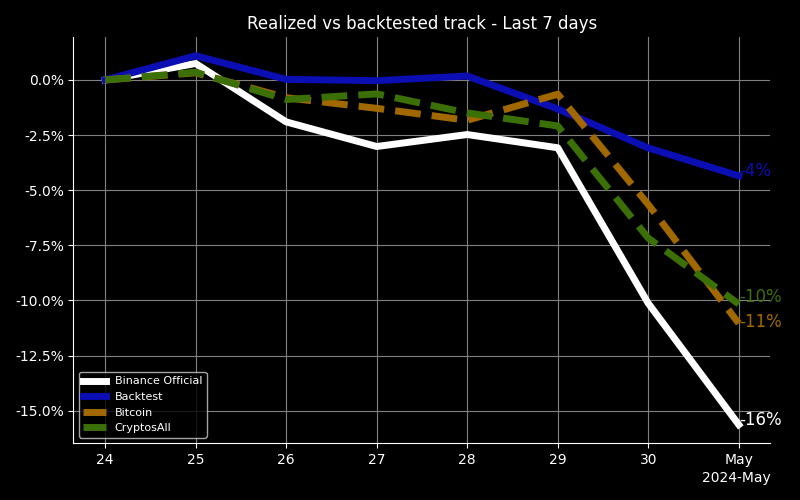 Realized vs backtested track - Last 7 days
0.0%
-2.5%
-5.0%
-7.5%
-10.0%
-12.5%
-15.0%
-4%
-10%
-11%
-16%
Binance Official
Backtest
Bitcoin
CryptosAll
24 25 26 27 28 29 30 May
2024-May